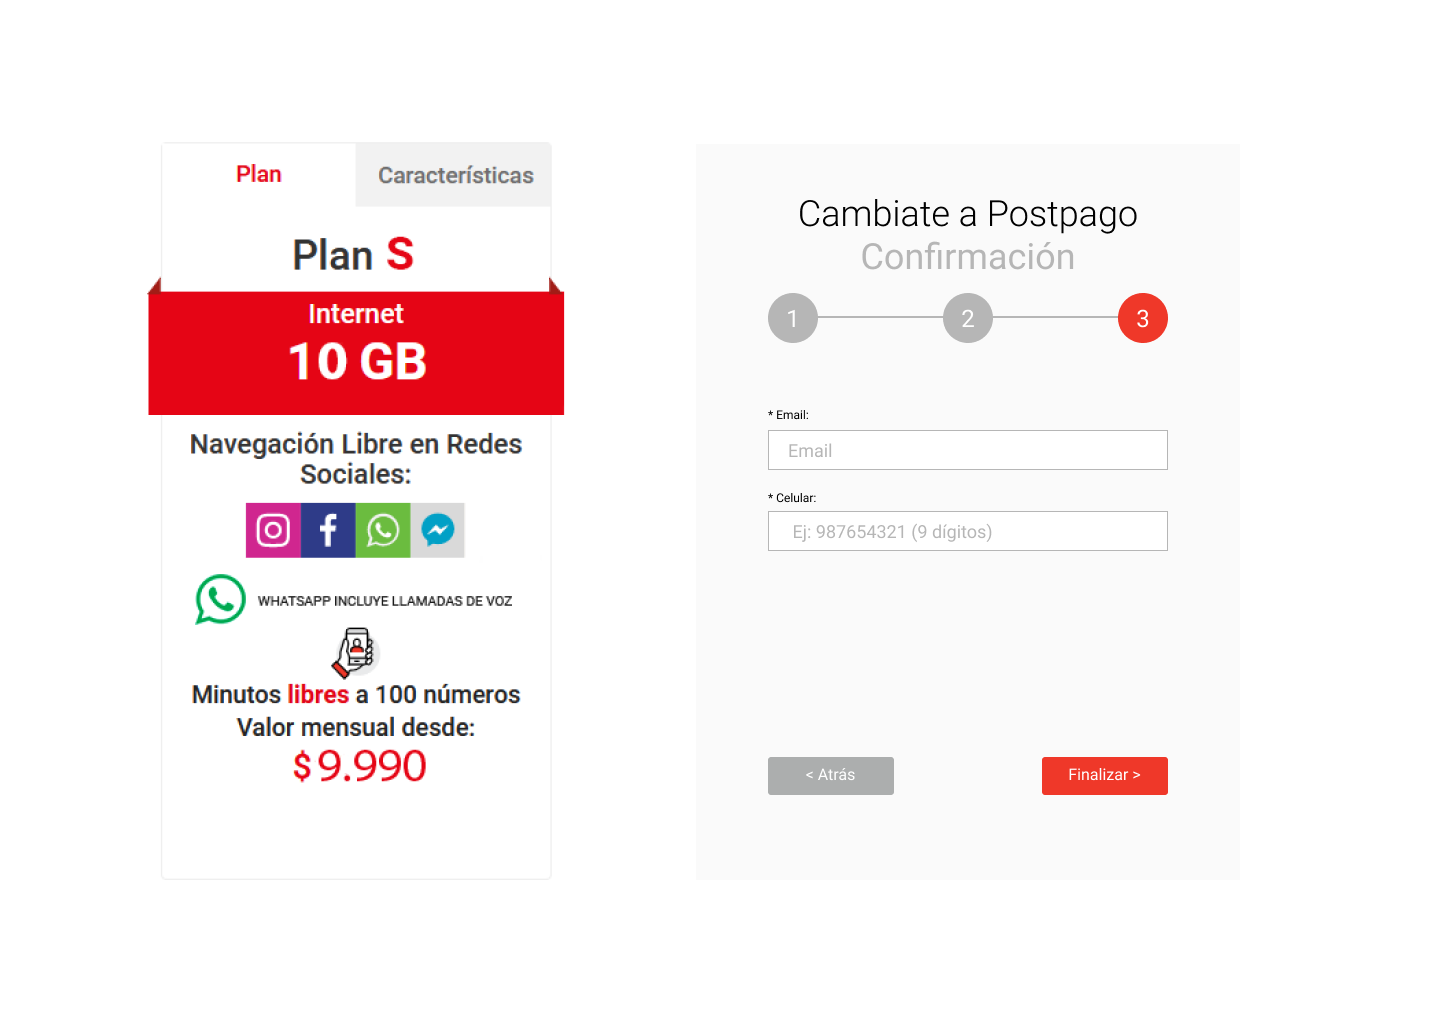 Plan
Características
Plan S
Internet
10 GB
Navegación Libre en Redes
Sociales:
WHATSAPP INCLUYE LLAMADAS DE VOZ
Minutos libres a 100 números
Valor mensual desde:
$9.990
Cambiate a Postpago
Confirmación
1
2
3
* Email:
Email
* Celular:
Ej: 987654321 (9 dígitos)
< Atrás
Finalizar >